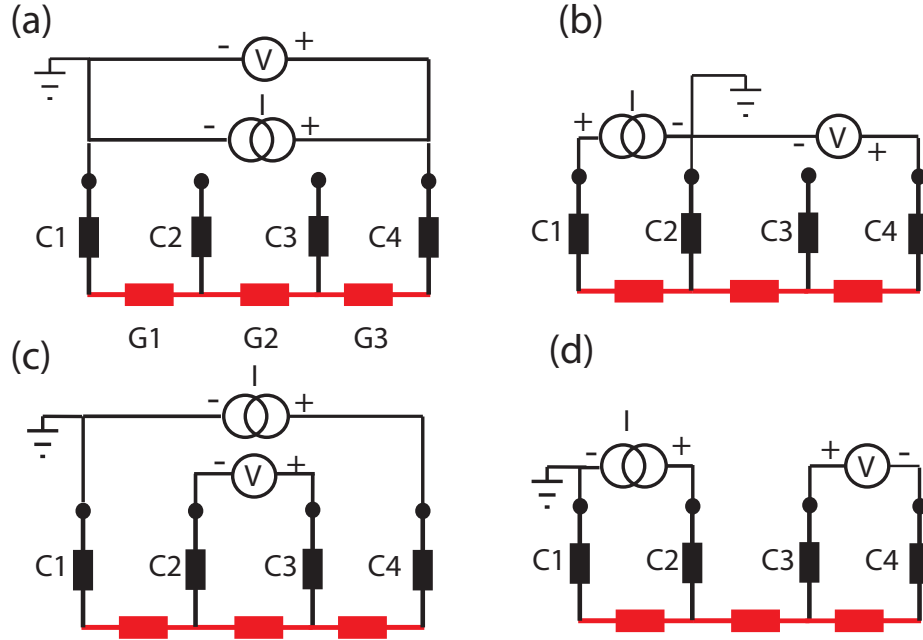 (a)
- V +
I
- +
C1 C2 C3 C4
G1 G2 G3
(b)
I
+ -
- V +
C1 C2 C3 C4
(c)
I
- +
- V +
C1 C2 C3 C4
(d)
I
- +
+ V -
C1 C2 C3 C4